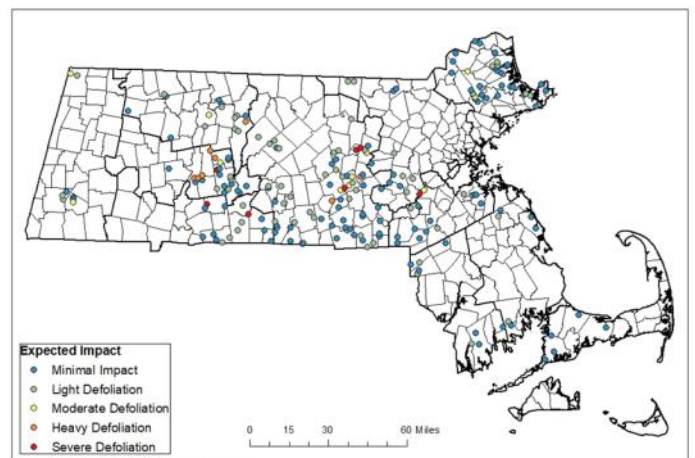 Expected Impact
Minimal Impact
Light Defoliation
Moderate Defoliation
Heavy Defoliation
Severe Defoliation
0 15 30 60 Miles